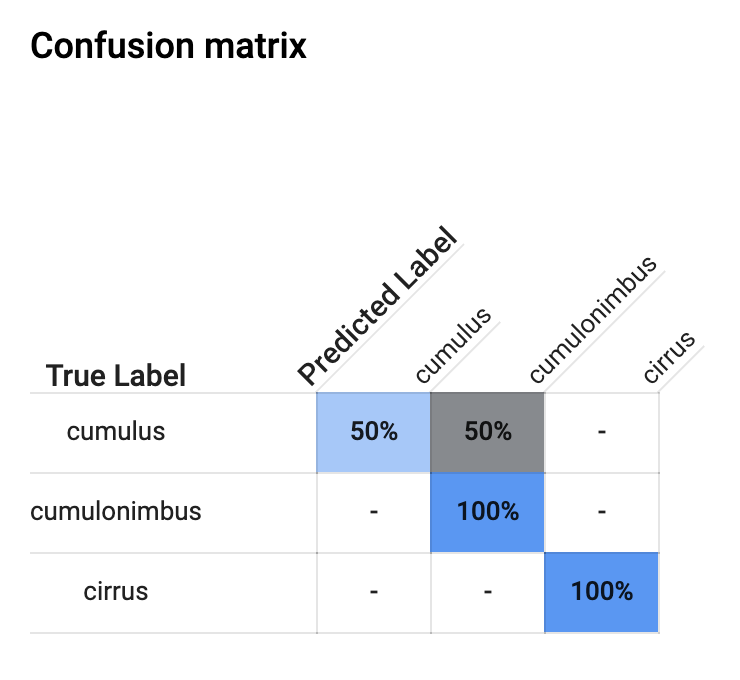 Confusion matrix
True Label Predicted Label cumulus cumulonimbus cirrus
cumulus 50% 50% -
cumulonimbus - 100% -
cirrus - - 100%